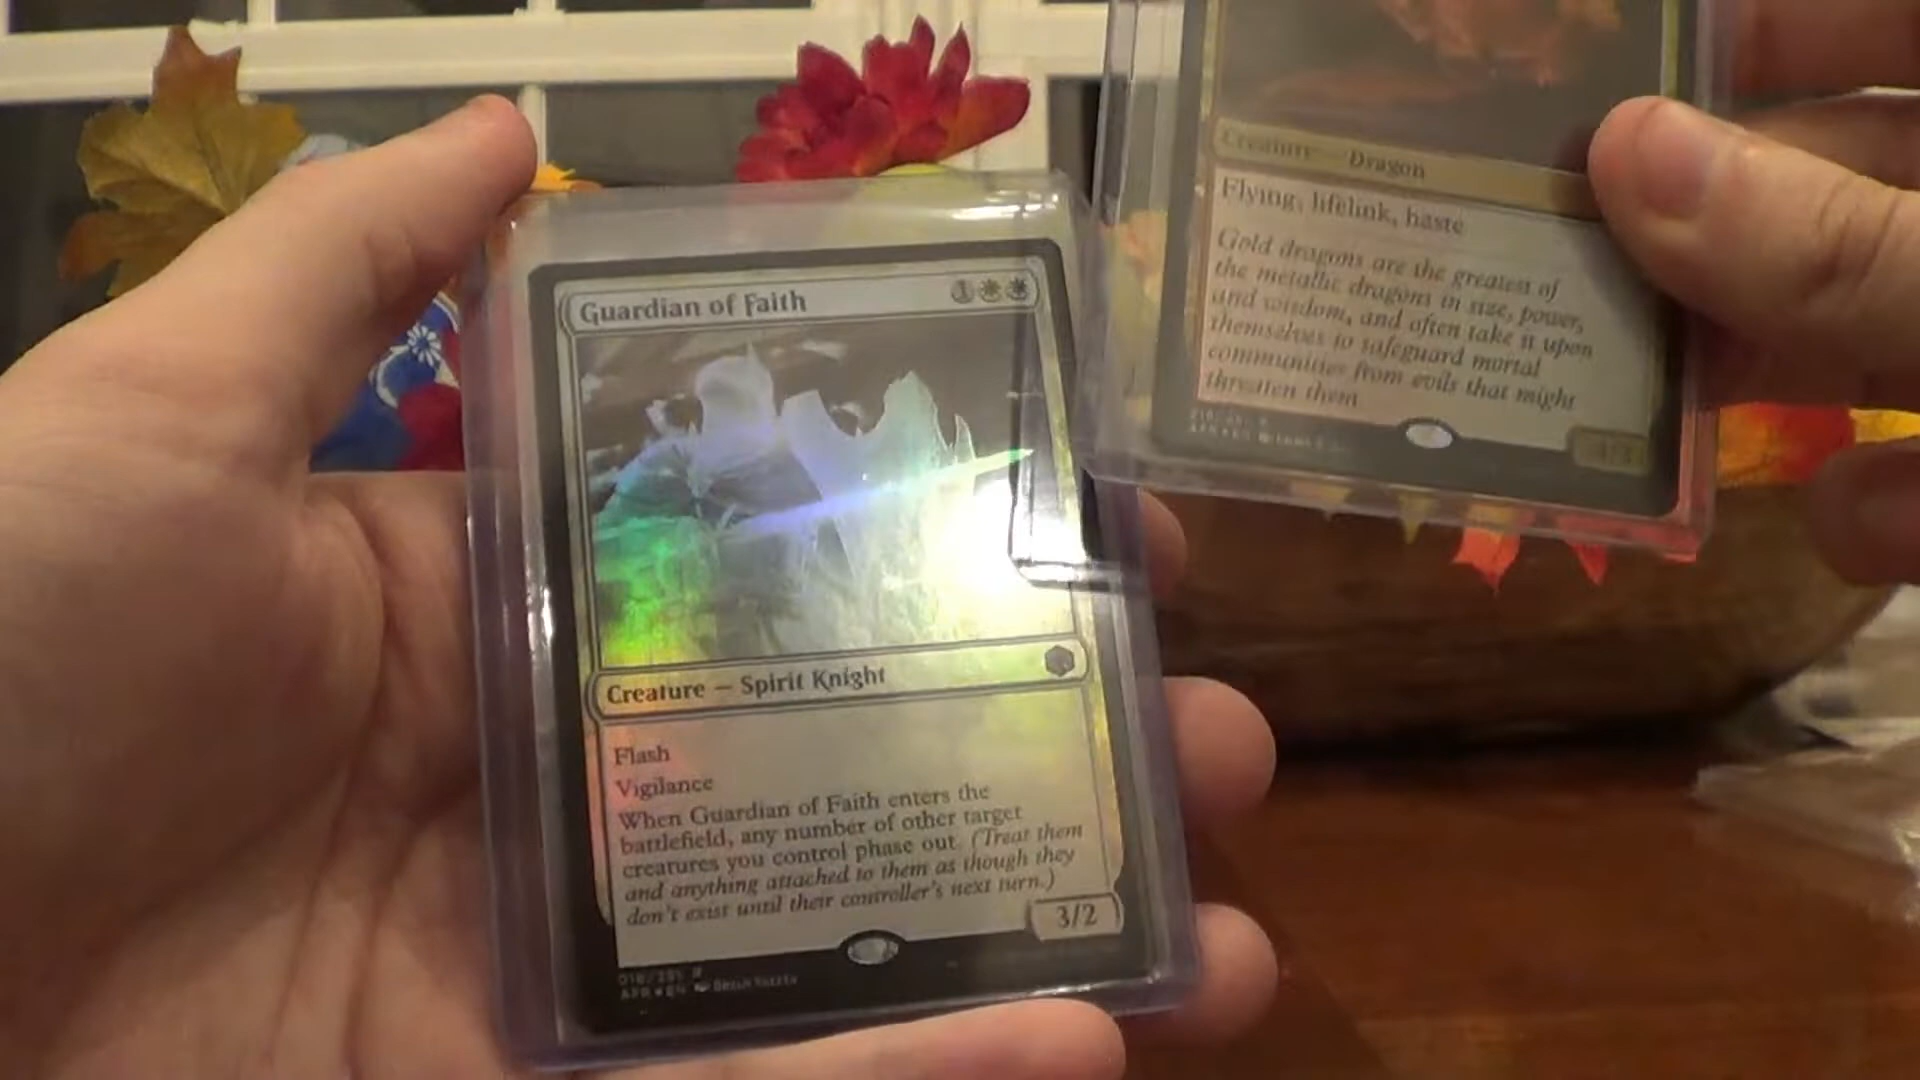 Guardian of Faith
1
Creature — Spirit Knight
Flash
Vigilance
When Guardian of Faith enters the
battlefield, any number of other target
creatures you control phase out. (Treat them
and anything attached to them as though they
don't exist until their controller's next turn.)
3/2
Creature — Dragon
Flying, lifelink, haste
Gold dragons are the greatest of
the metallic dragons in size, power,
and wisdom, and often take it upon
themselves to safeguard mortal
communities from evils that might
threaten them